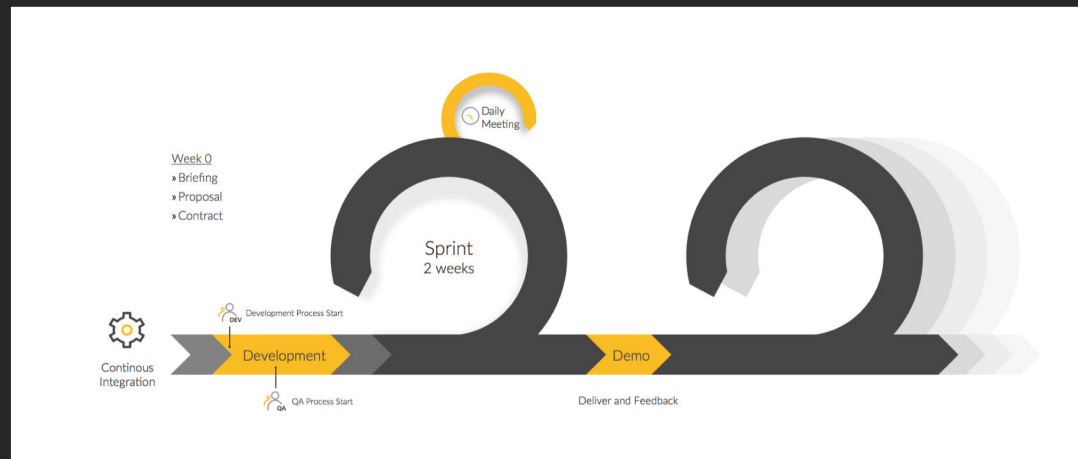 Daily
Meeting
Week 0
» Briefing
» Proposal
» Contract
Sprint
2 weeks
DEV
Development Process Start
Continous
Integration
Development
Demo
QA
QA Process Start
Deliver and Feedback